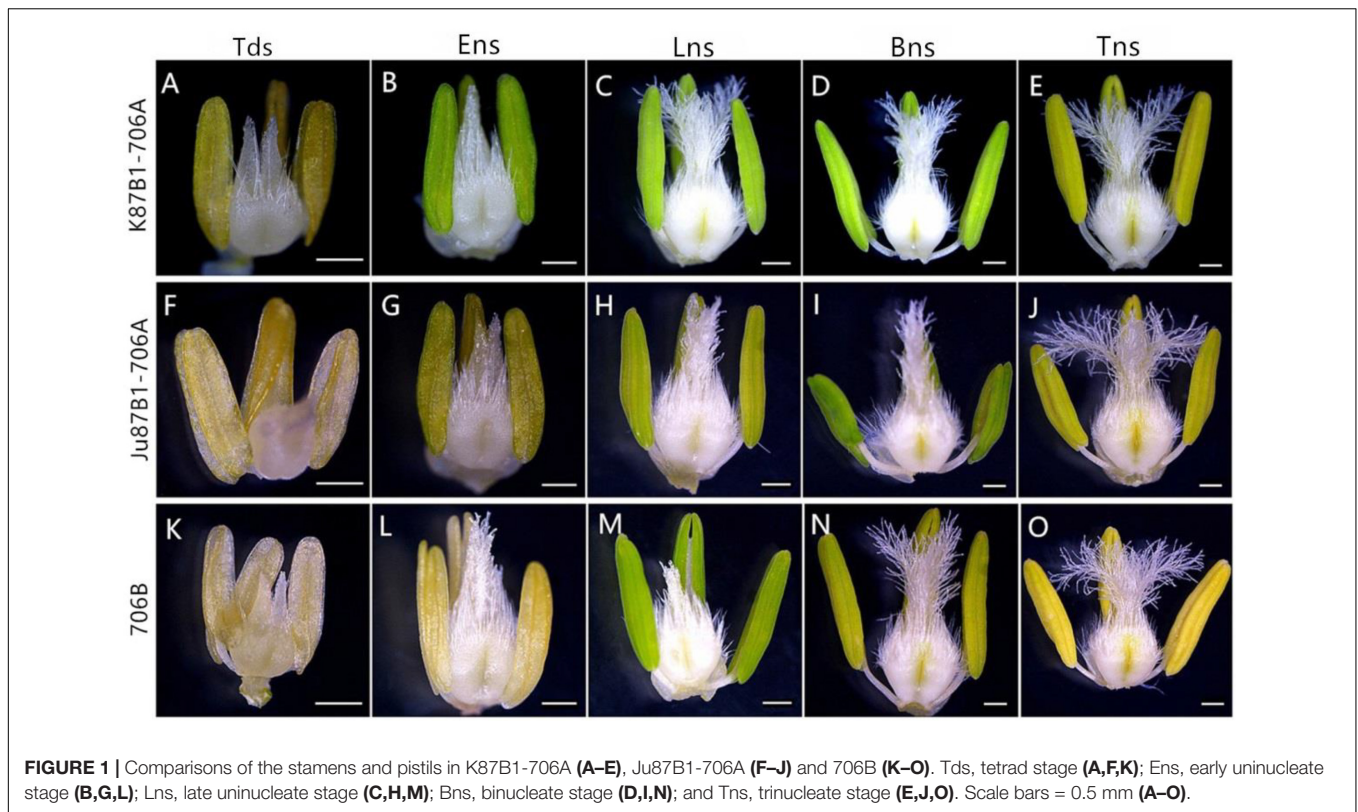 Tds Ens Lns Bns Tns
K87B1-706A
A B C D E
Ju87B1-706A
F G H I J
706B
K L M N O
FIGURE 1 | Comparisons of the stamens and pistils in K87B1-706A (A–E), Ju87B1-706A (F–J) and 706B (K–O). Tds, tetrad stage (A,F,K); Ens, early uninucleate
stage (B,G,L); Lns, late uninucleate stage (C,H,M); Bns, binucleate stage (D,I,N); and Tns, trinucleate stage (E,J,O). Scale bars = 0.5 mm (A–O).